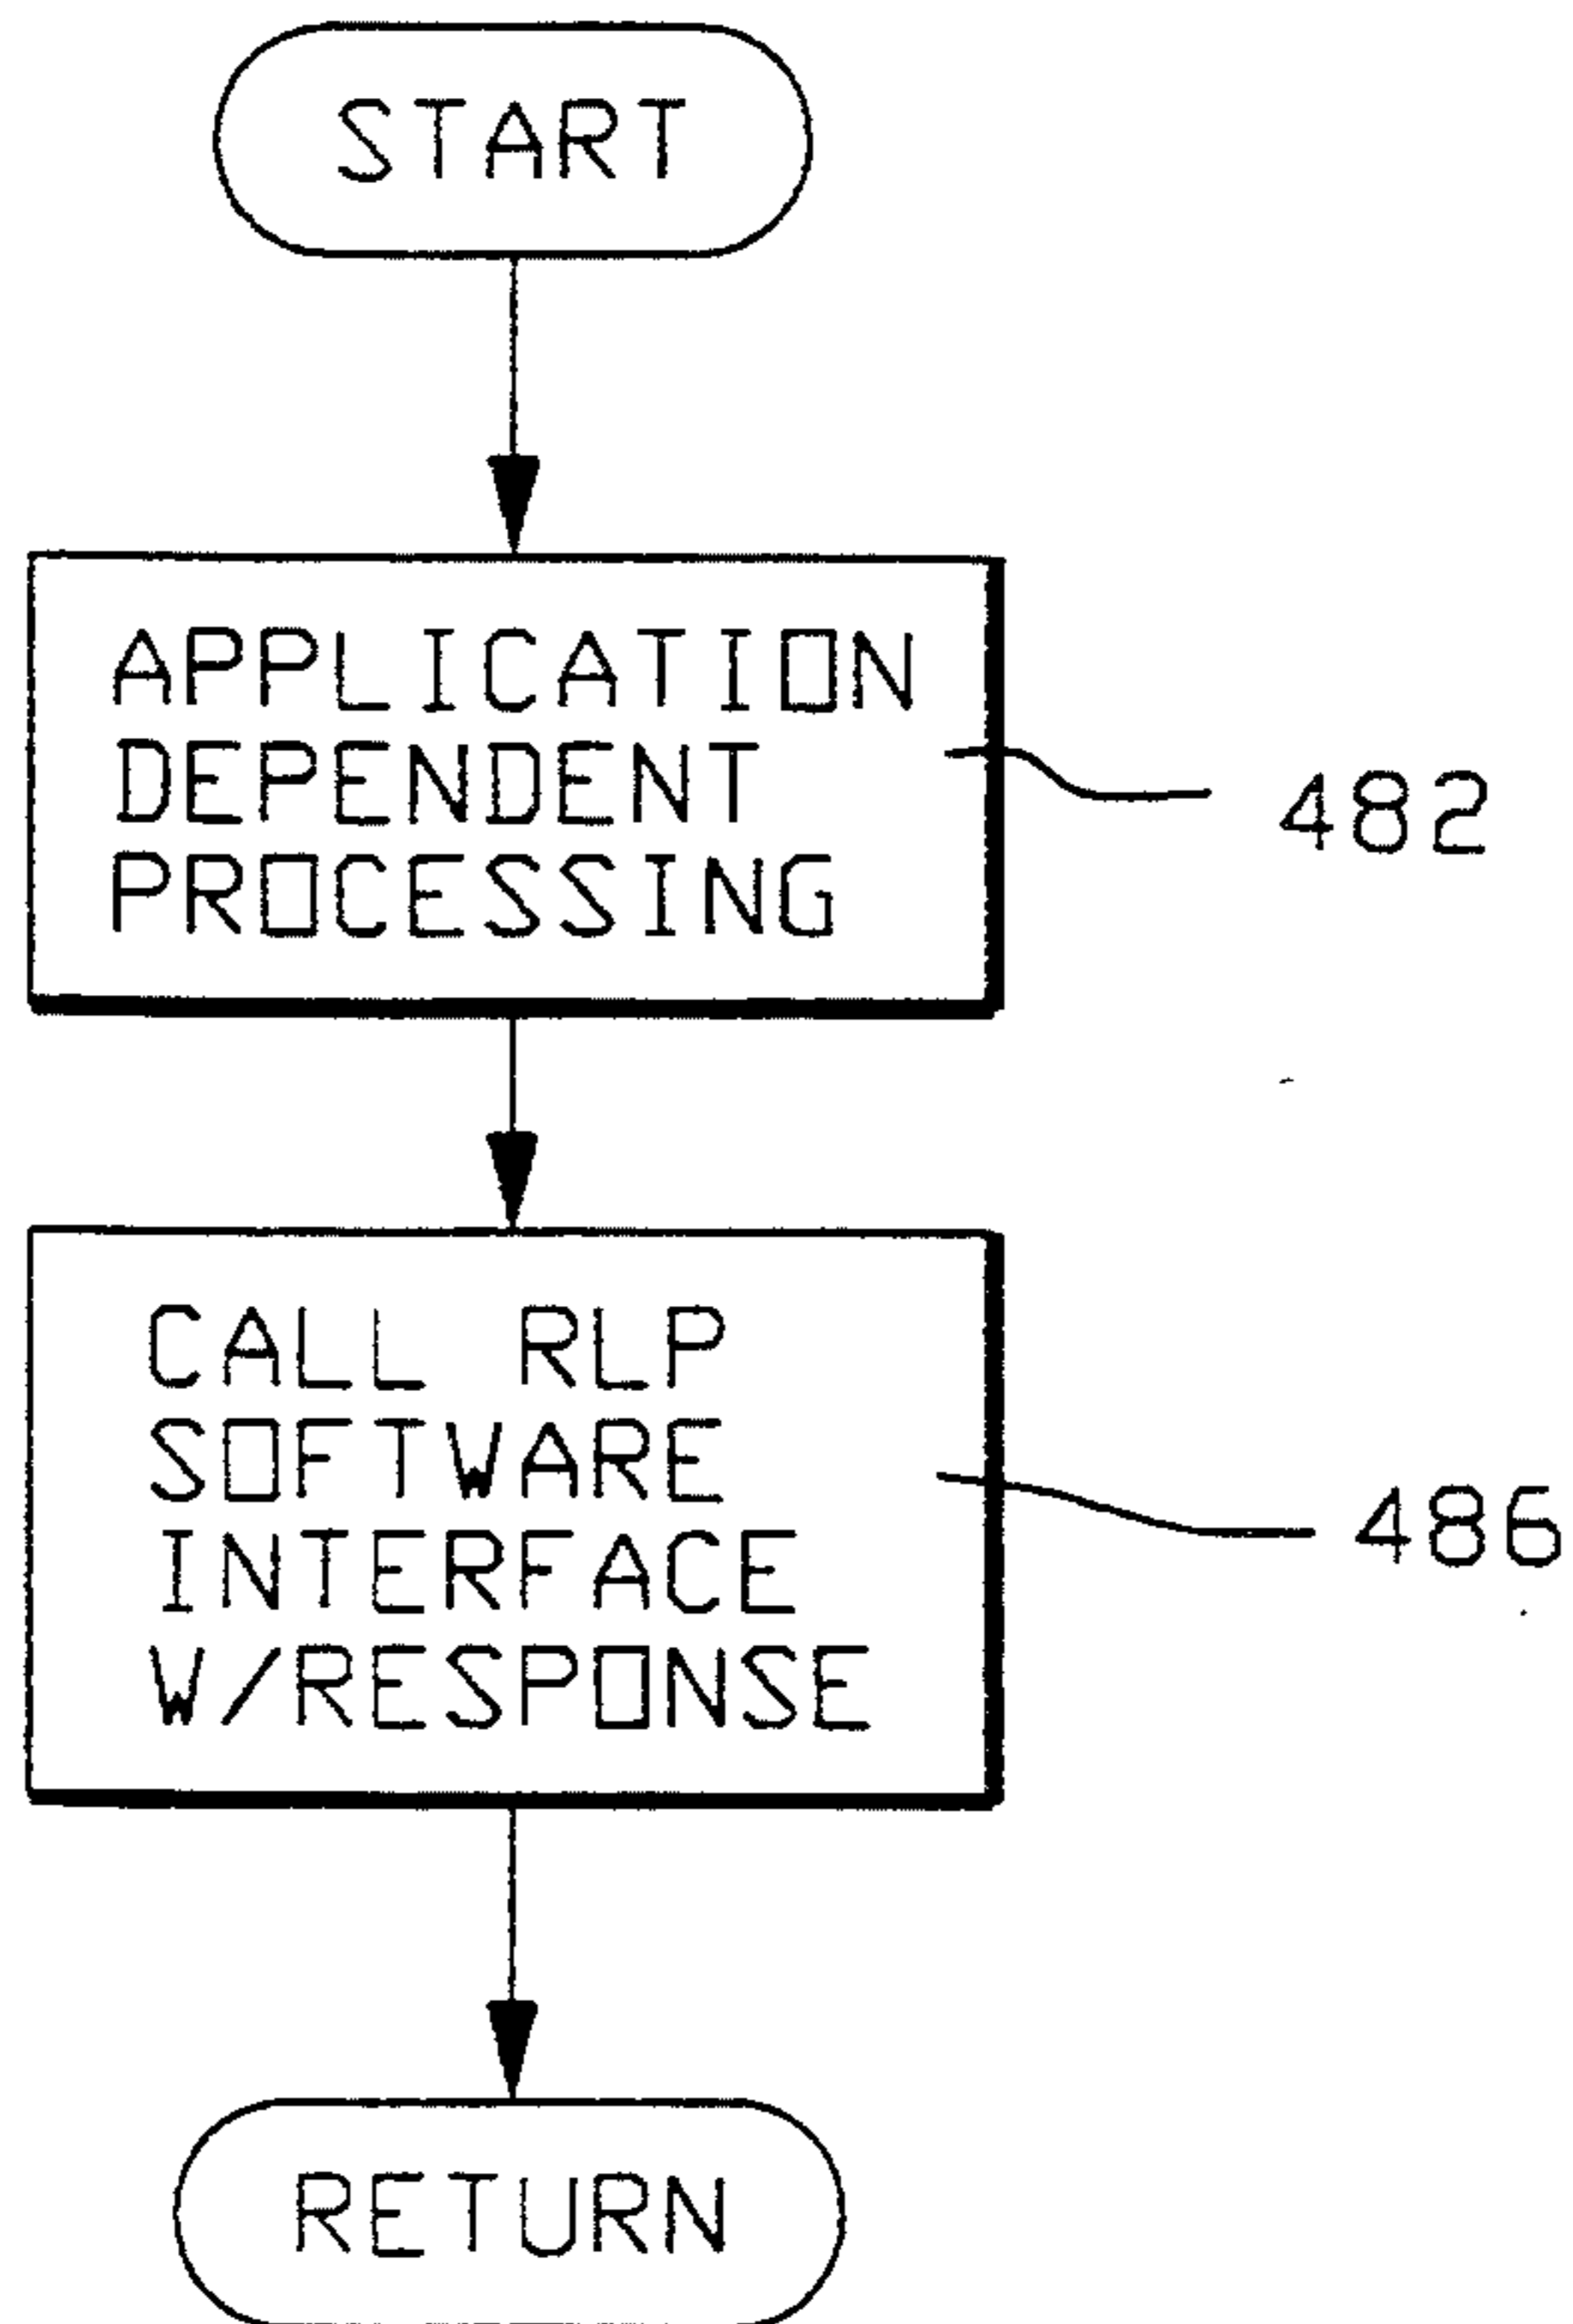 START
APPLICATION
DEPENDENT
PROCESSING
482
CALL RLP
SOFTWARE
INTERFACE
W/RESPONSE
486
RETURN